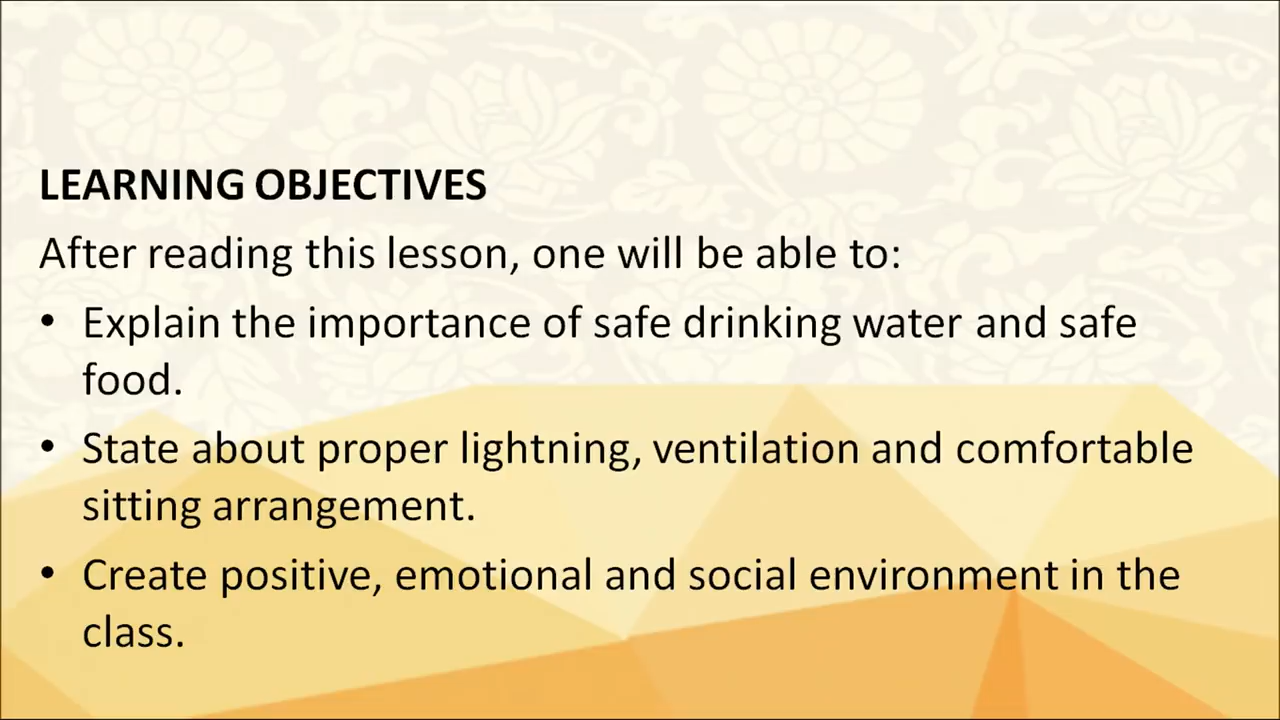 LEARNING OBJECTIVES
After reading this lesson, one will be able to:
• Explain the importance of safe drinking water and safe
food.
• State about proper lightning, ventilation and comfortable
sitting arrangement.
• Create positive, emotional and social environment in the
class.